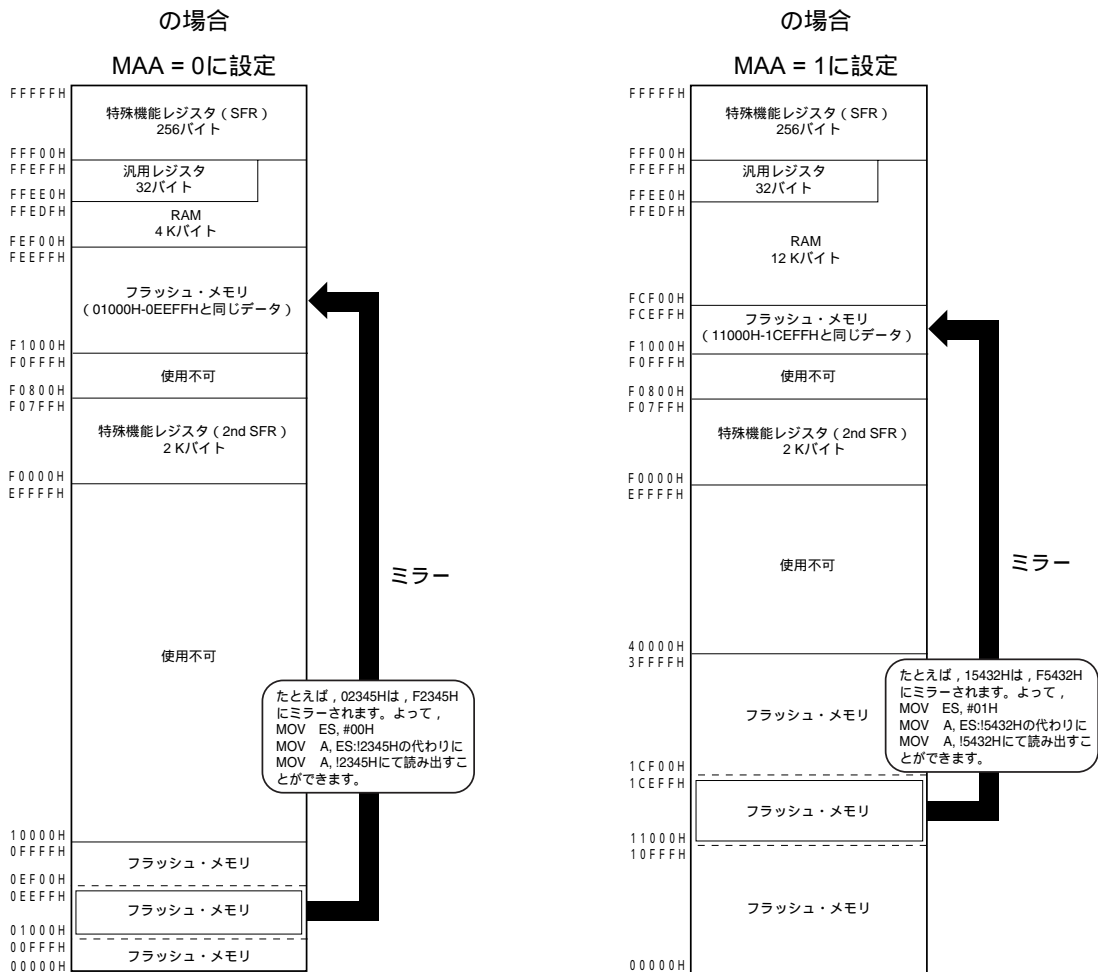 の場合
MAA = 0に設定
FFFFFH
特殊機能レジスタ(SFR)
256バイト
FFF00H
FFEFFH
汎用レジスタ
32バイト
FFEE0H
FFEDFH
RAM
4 Kバイト
FEF00H
FEEFFH
フラッシュ・メモリ
(01000H-0EEFFHと同じデータ)
F1000H
F0FFFH
使用不可
F0800H
F07FFH
特殊機能レジスタ(2nd SFR)
2 Kバイト
F0000H
EFFFFH
使用不可
ミラー
たとえば,02345Hは,F2345H
にミラーされます。よって,
MOV ES, #00H
MOV A, ES:!2345Hの代わりに
MOV A, !2345Hにて読み出すこ
とができます。
10000H
0FFFFH
フラッシュ・メモリ
0EF00H
0EEFFH
フラッシュ・メモリ
01000H
00FFFH
フラッシュ・メモリ
00000H
の場合
MAA = 1に設定
FFFFFH
特殊機能レジスタ(SFR)
256バイト
FFF00H
FFEFFH
汎用レジスタ
32バイト
FFEE0H
FFEDFH
RAM
12 Kバイト
FCF00H
FCEFFH
フラッシュ・メモリ
(11000H-1CEFFHと同じデータ)
F1000H
F0FFFH
使用不可
F0800H
F07FFH
特殊機能レジスタ(2nd SFR)
2 Kバイト
F0000H
EFFFFH
使用不可
ミラー
40000H
3FFFFH
フラッシュ・メモリ
たとえば,15432Hは,F5432H
にミラーされます。よって,
MOV ES, #01H
MOV A, ES:!5432Hの代わりに
MOV A, !5432Hにて読み出すこ
とができます。
1CF00H
1CEFFH
フラッシュ・メモリ
11000H
10FFFH
フラッシュ・メモリ
00000H